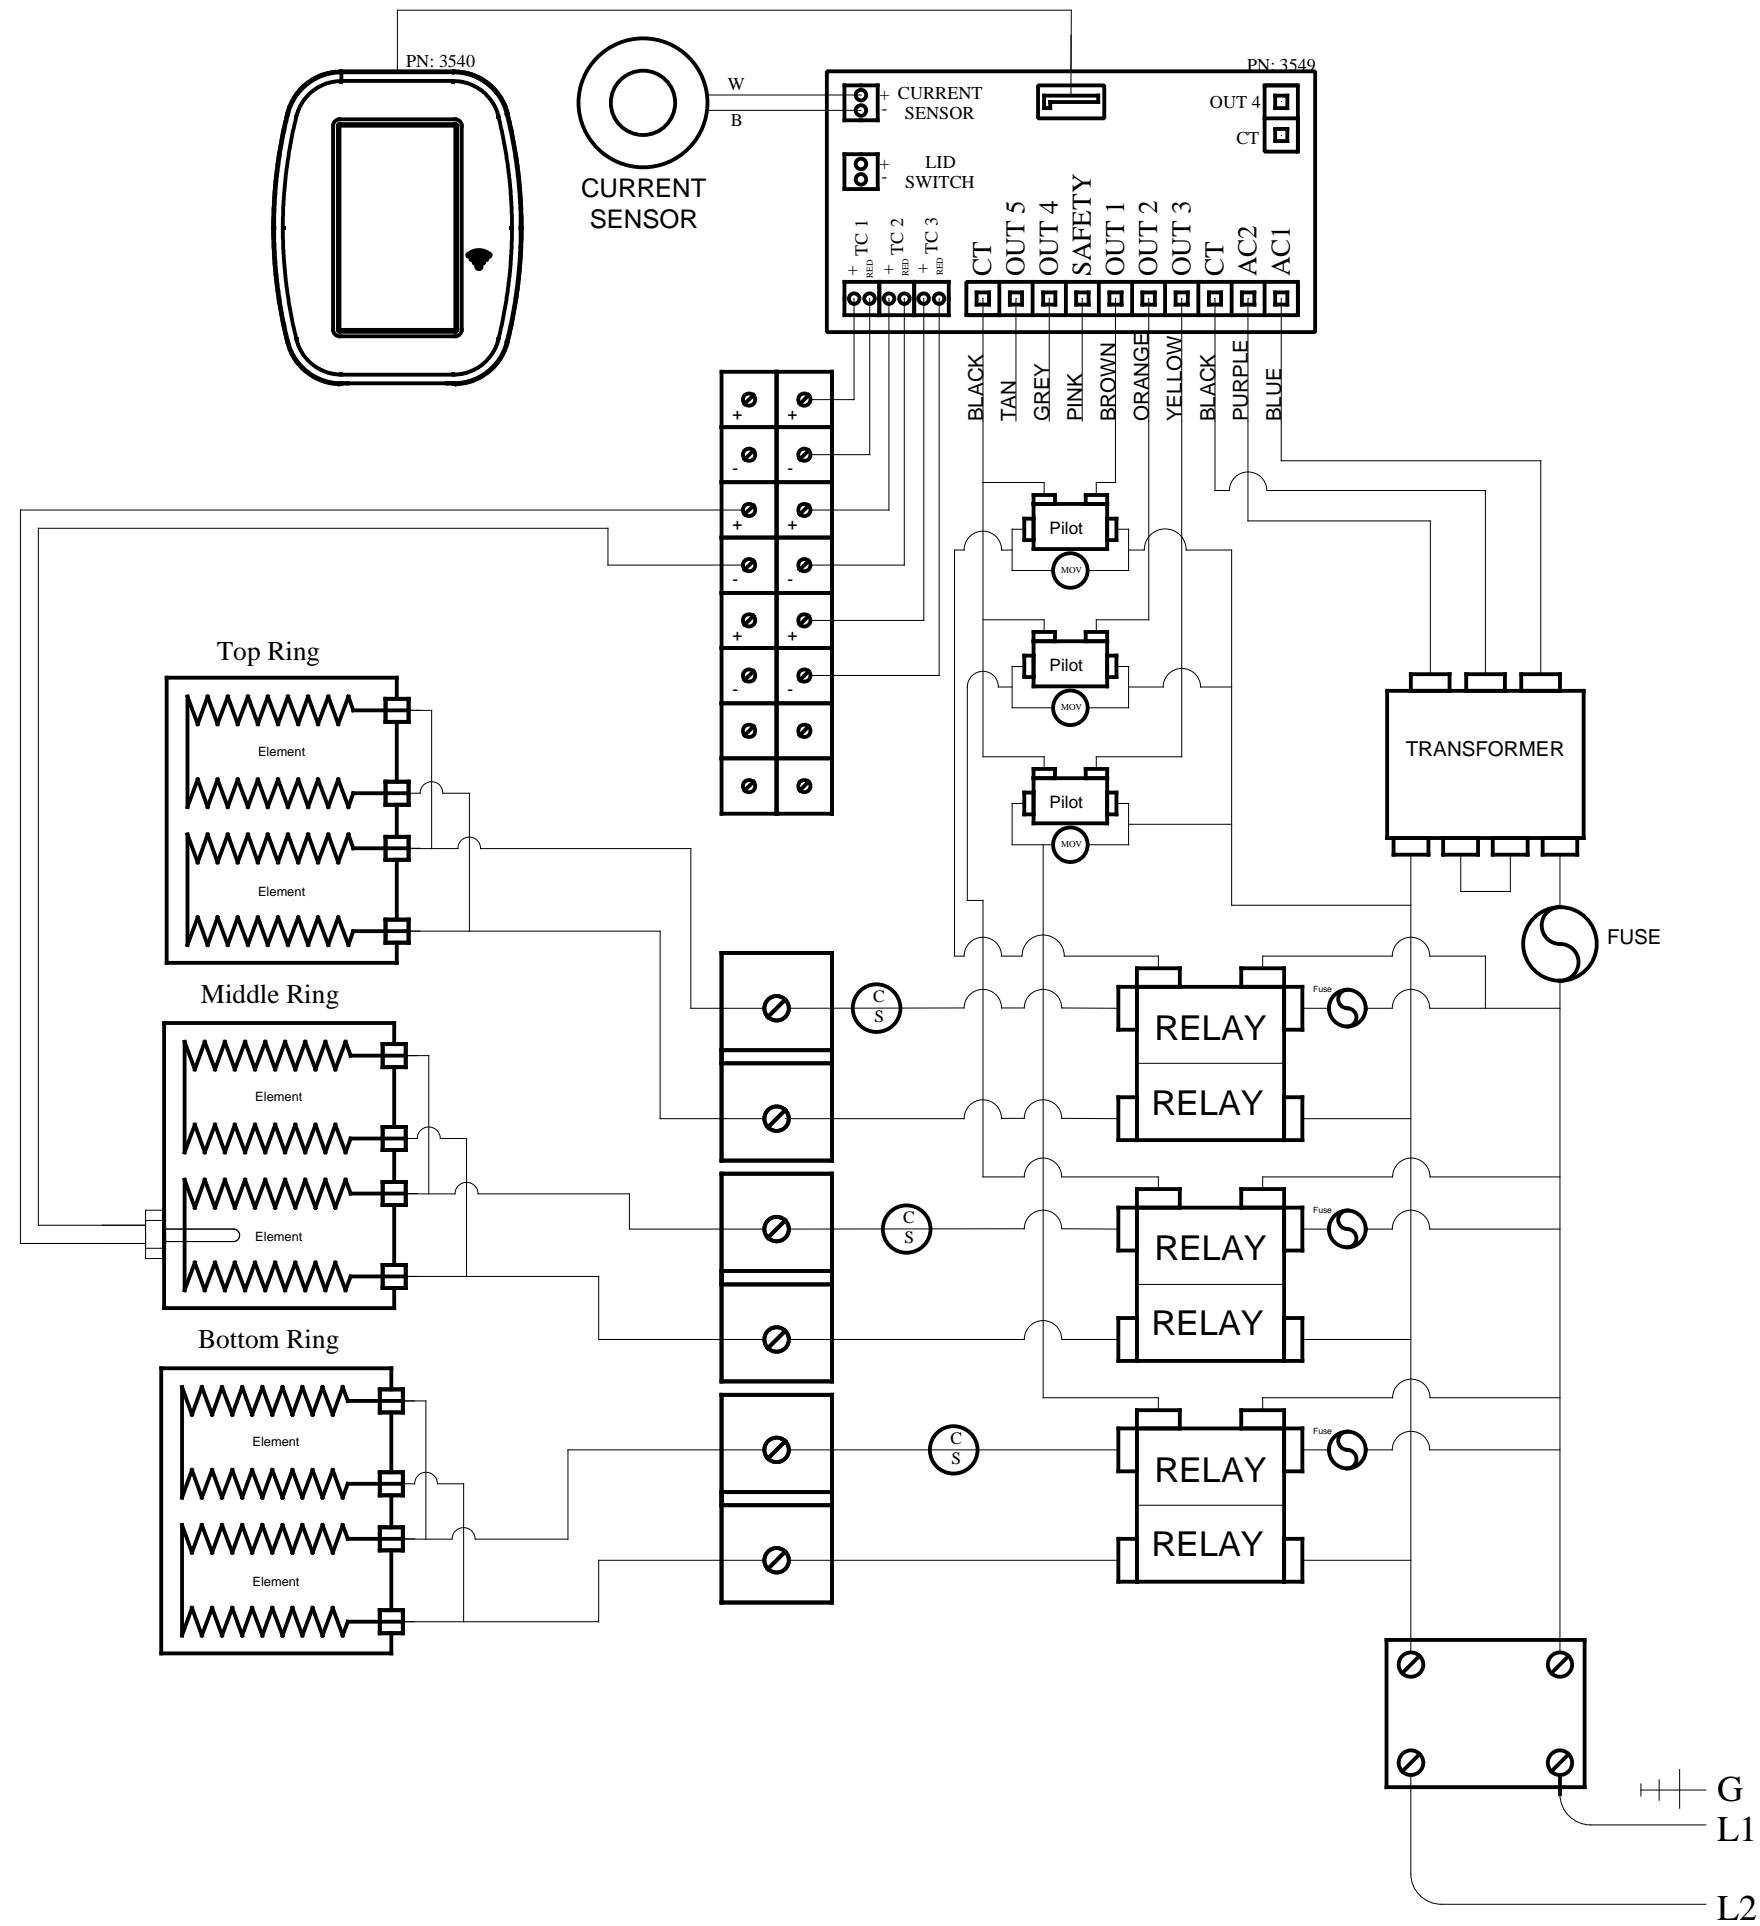 PN: 3540
PN: 3549
W
B
CURRENT
SENSOR
+ CURRENT
- SENSOR
+ LID
- SWITCH
OUT 4
CT
+ TC 1
RED
+ TC 2
RED
+ TC 3
RED
CT
OUT 5
OUT 4
SAFETY
OUT 1
OUT 2
OUT 3
CT
AC2
AC1
BLACK
TAN
GREY
PINK
BROWN
ORANGE
YELLOW
BLACK
PURPLE
BLUE
+ +
- -
+ +
- -
+ +
- -
Pilot
MOV
Pilot
MOV
Pilot
MOV
TRANSFORMER
FUSE
Top Ring
Element
Element
Middle Ring
Element
Element
Bottom Ring
Element
Element
C
S
RELAY
Fuse
RELAY
C
S
RELAY
Fuse
RELAY
C
S
RELAY
Fuse
RELAY
G
L1
L2